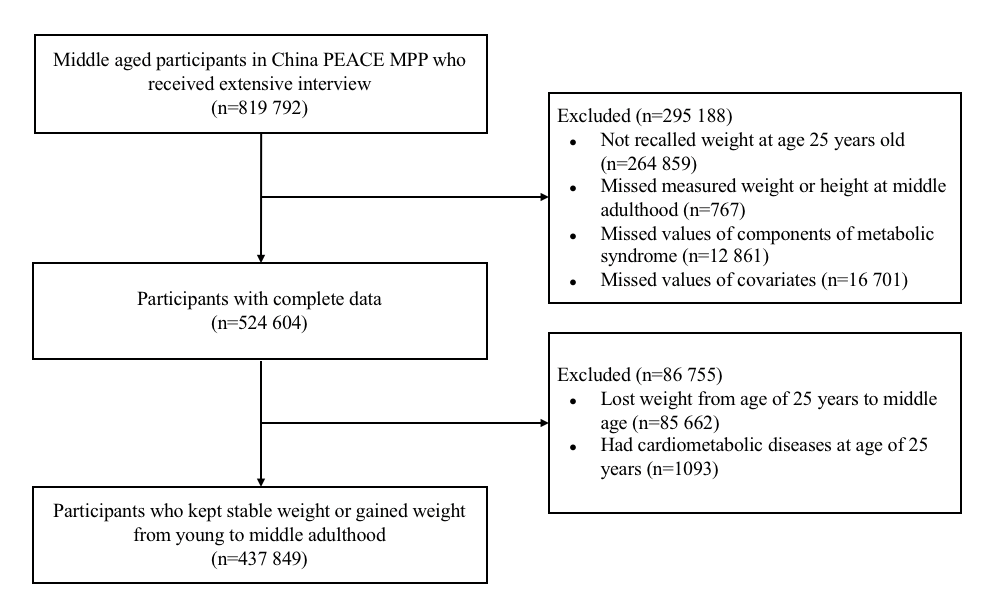 Middle aged participants in China PEACE MPP who
received extensive interview
(n=819 792)
Excluded (n=295 188)
• Not recalled weight at age 25 years old
(n=264 859)
• Missed measured weight or height at middle
adulthood (n=767)
• Missed values of components of metabolic
syndrome (n=12 861)
• Missed values of covariates (n=16 701)
Participants with complete data
(n=524 604)
Excluded (n=86 755)
• Lost weight from age of 25 years to middle
age (n=85 662)
• Had cardiometabolic diseases at age of 25
years (n=1093)
Participants who kept stable weight or gained weight
from young to middle adulthood
(n=437 849)